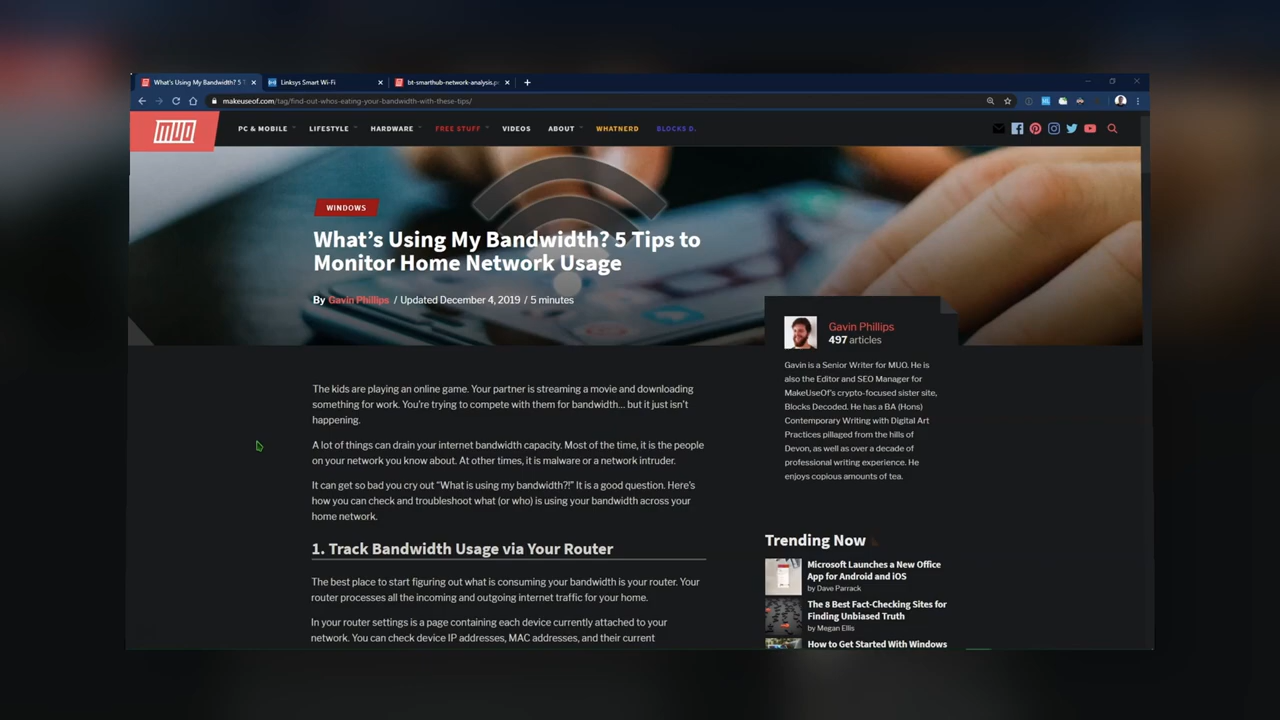 What's Using My Bandwidth? 5 T
Linksys Smart Wi-Fi
bt-smarthub-network-analysis.p
makeuseof.com/tag/find-out-whos-eating-your-bandwidth-with-these-tips/
MUO
PC & MOBILE
LIFESTYLE
HARDWARE
FREE STUFF
VIDEOS
ABOUT
WHATNERD
BLOCKS D.
WINDOWS
What's Using My Bandwidth? 5 Tips to
Monitor Home Network Usage
By Gavin Phillips / Updated December 4, 2019 / 5 minutes
Gavin Phillips
497 articles
Gavin is a Senior Writer for MUO. He is
also the Editor and SEO Manager for
MakeUseOf's crypto-focused sister site,
Blocks Decoded. He has a BA (Hons)
Contemporary Writing with Digital Art
Practices pillaged from the hills of
Devon, as well as over a decade of
professional writing experience. He
enjoys copious amounts of tea.
The kids are playing an online game. Your partner is streaming a movie and downloading
something for work. You're trying to compete with them for bandwidth... but it just isn't
happening.
A lot of things can drain your internet bandwidth capacity. Most of the time, it is the people
on your network you know about. At other times, it is malware or a network intruder.
It can get so bad you cry out "What is using my bandwidth?!" It is a good question. Here's
how you can check and troubleshoot what (or who) is using your bandwidth across your
home network.
1. Track Bandwidth Usage via Your Router
The best place to start figuring out what is consuming your bandwidth is your router. Your
router processes all the incoming and outgoing internet traffic for your home.
In your router settings is a page containing each device currently attached to your
network. You can check device IP addresses, MAC addresses, and their current
Trending Now
Microsoft Launches a New Office
App for Android and iOS
by Dave Parrack
The 8 Best Fact-Checking Sites for
Finding Unbiased Truth
by Megan Ellis
How to Get Started With Windows